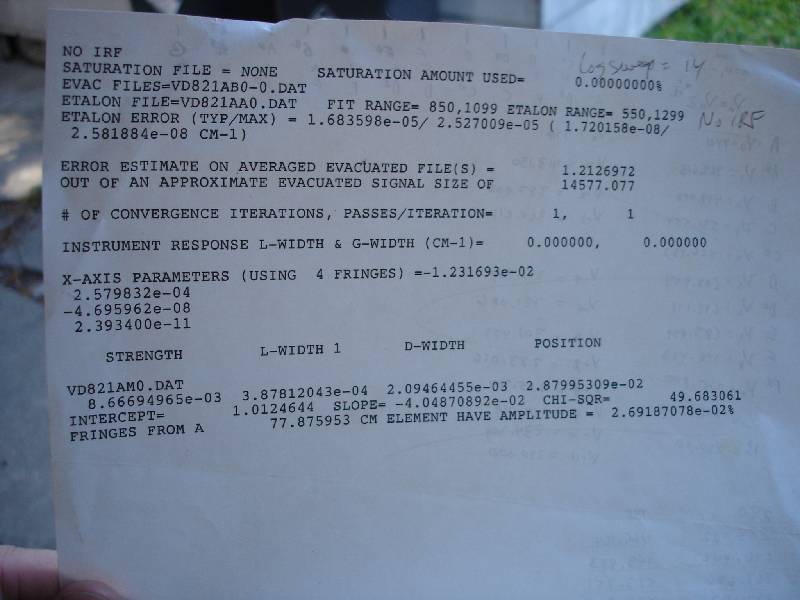 NO IRF
SATURATION FILE = NONE SATURATION AMOUNT USED= 0.00000000%
Logsweep = 14
EVAC FILES=VD821AB0-0.DAT
ETALON FILE=VD821AA0.DAT FIT RANGE= 850,1099 ETALON RANGE= 550,1299
ETALON ERROR (TYP/MAX) = 1.683598e-05/ 2.527009e-05 ( 1.720158e-08/
No IRF
2.581884e-08 CM-1)
ERROR ESTIMATE ON AVERAGED EVACUATED FILE(S) = 1.2126972
OUT OF AN APPROXIMATE EVACUATED SIGNAL SIZE OF 14577.077
# OF CONVERGENCE ITERATIONS, PASSES/ITERATION= 1, 1
INSTRUMENT RESPONSE L-WIDTH & G-WIDTH (CM-1)= 0.000000, 0.000000
X-AXIS PARAMETERS (USING 4 FRINGES) =-1.231693e-02
2.579832e-04
-4.695962e-08
2.393400e-11
STRENGTH L-WIDTH 1 D-WIDTH POSITION
VD821AM0.DAT
8.66694965e-03 3.87812043e-04 2.09464455e-03 2.87995309e-02
INTERCEPT= 1.0124644 SLOPE= -4.04870892e-02 CHI-SQR= 49.683061
FRINGES FROM A 77.875953 CM ELEMENT HAVE AMPLITUDE = 2.69187078e-02%